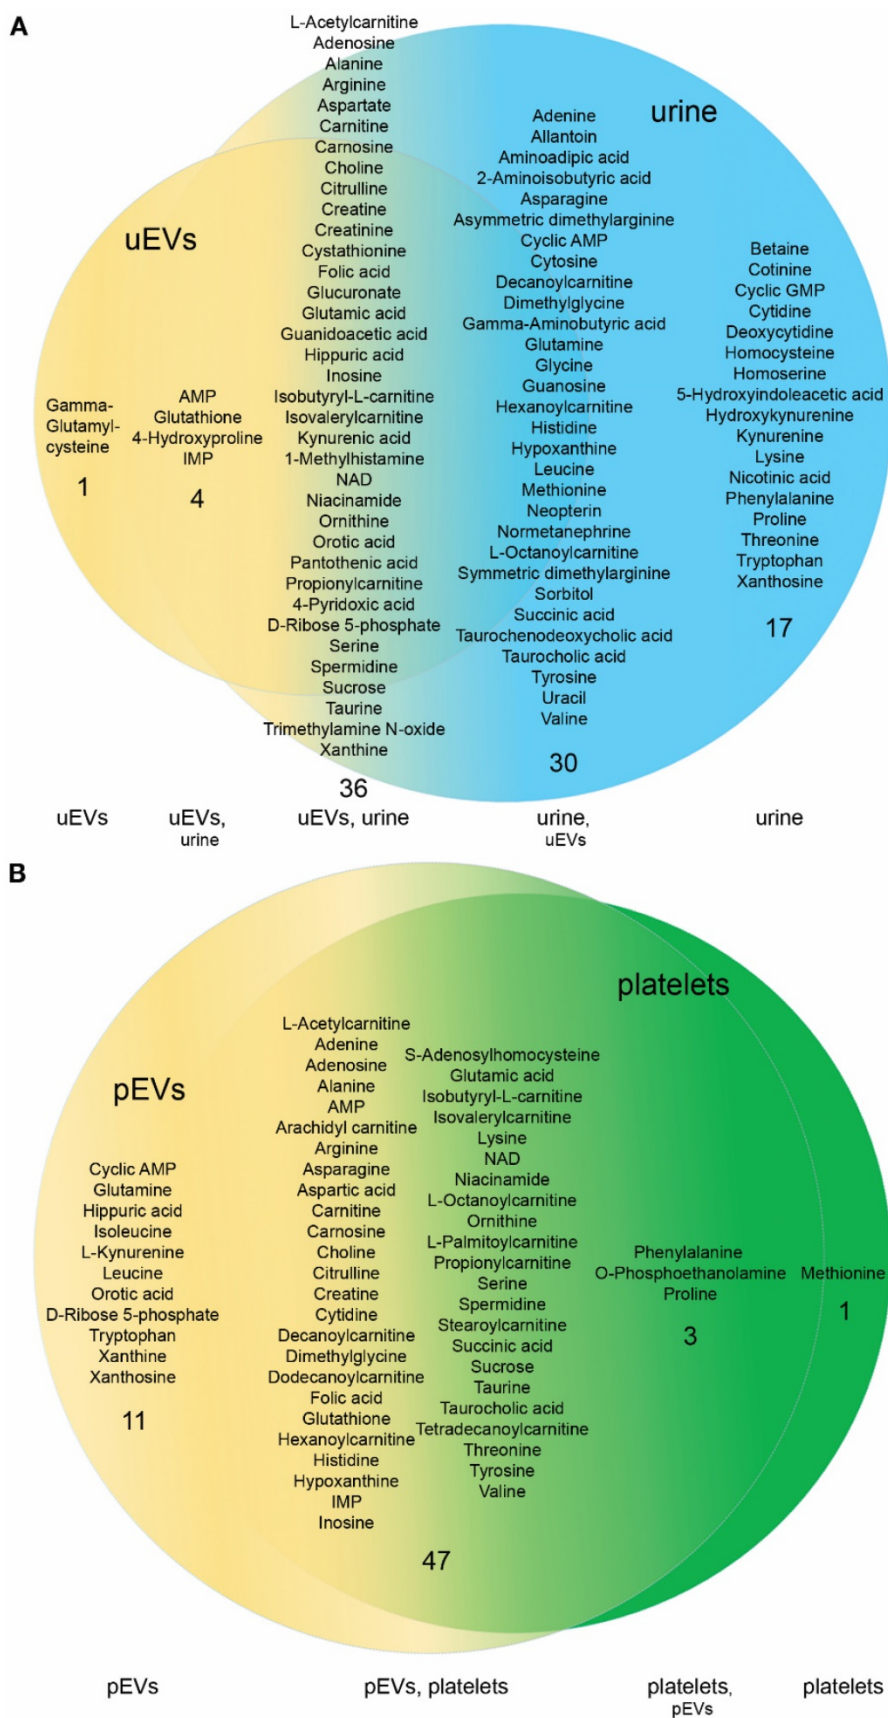 A
urine
uEVs
Gamma-
Glutamyl-
cysteine
1
AMP
Glutathione
4-Hydroxyproline
IMP
4
L-Acetylcarnitine
Adenosine
Alanine
Arginine
Aspartate
Carnitine
Carnosine
Choline
Citrulline
Creatine
Creatinine
Cystathionine
Folic acid
Glucuronate
Glutamic acid
Guanidoacetic acid
Hippuric acid
Inosine
Isobutyryl-L-carnitine
Isovalerylcarnitine
Kynurenic acid
1-Methylhistamine
NAD
Niacinamide
Ornithine
Orotic acid
Pantothenic acid
Propionylcarnitine
4-Pyridoxic acid
D-Ribose 5-phosphate
Serine
Spermidine
Sucrose
Taurine
Trimethylamine N-oxide
Xanthine
36
Adenine
Allantoin
Aminoadipic acid
2-Aminoisobutyric acid
Asparagine
Asymmetric dimethylarginine
Cyclic AMP
Cytosine
Decanoylcarnitine
Dimethylglycine
Gamma-Aminobutyric acid
Glutamine
Glycine
Guanosine
Hexanoylcarnitine
Histidine
Hypoxanthine
Leucine
Methionine
Neopterin
Normetanephrine
L-Octanoylcarnitine
Symmetric dimethylarginine
Sorbitol
Succinic acid
Taurochenodeoxycholic acid
Taurocholic acid
Tyrosine
Uracil
Valine
30
Betaine
Cotinine
Cyclic GMP
Cytidine
Deoxycytidine
Homocysteine
Homoserine
5-Hydroxyindoleacetic acid
Hydroxykynurenine
Kynurenine
Lysine
Nicotinic acid
Phenylalanine
Proline
Threonine
Tryptophan
Xanthosine
17
uEVs
uEVs,
urine
uEVs, urine
urine,
uEVs
urine
B
platelets
pEVs
Cyclic AMP
Glutamine
Hippuric acid
Isoleucine
L-Kynurenine
Leucine
Orotic acid
D-Ribose 5-phosphate
Tryptophan
Xanthine
Xanthosine
11
L-Acetylcarnitine
Adenine
Adenosine
Alanine
AMP
Arachidyl carnitine
Arginine
Asparagine
Aspartic acid
Carnitine
Carnosine
Choline
Citrulline
Creatine
Cytidine
Decanoylcarnitine
Dimethylglycine
Dodecanoylcarnitine
Folic acid
Glutathione
Hexanoylcarnitine
Histidine
Hypoxanthine
IMP
Inosine
S-Adenosylhomocysteine
Glutamic acid
Isobutyryl-L-carnitine
Isovalerylcarnitine
Lysine
NAD
Niacinamide
L-Octanoylcarnitine
Ornithine
L-Palmitoylcarnitine
Propionylcarnitine
Serine
Spermidine
Stearoylcarnitine
Succinic acid
Sucrose
Taurine
Taurocholic acid
Tetradecanoylcarnitine
Threonine
Tyrosine
Valine
47
Phenylalanine
O-Phosphoethanolamine
Proline
3
Methionine
1
pEVs
pEVs, platelets
platelets,
pEVs
platelets